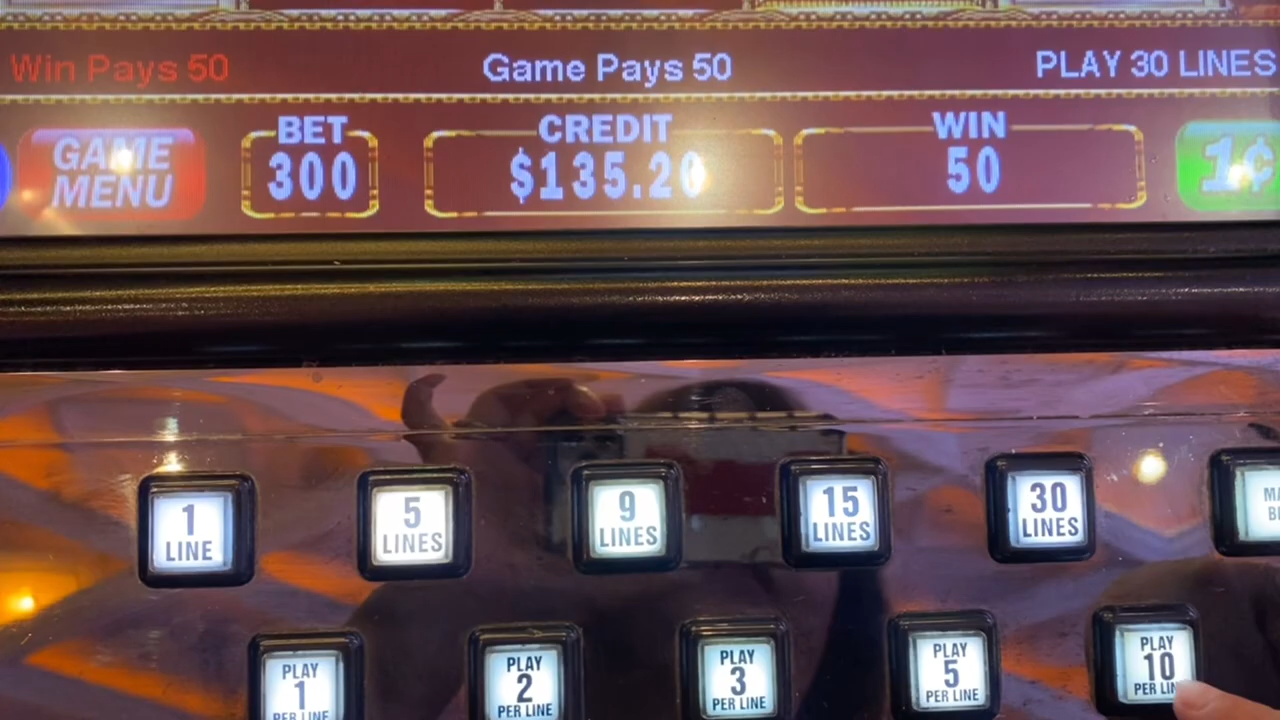 Win Pays 50 Game Pays 50 PLAY 30 LINES
BET CREDIT WIN
GAME MENU 300 $135.20 50 1¢
1 LINE
5 LINES
9 LINES
15 LINES
30 LINES
PLAY 1 PER LINE
PLAY 2 PER LINE
PLAY 3 PER LINE
PLAY 5 PER LINE
PLAY 10 PER LINE